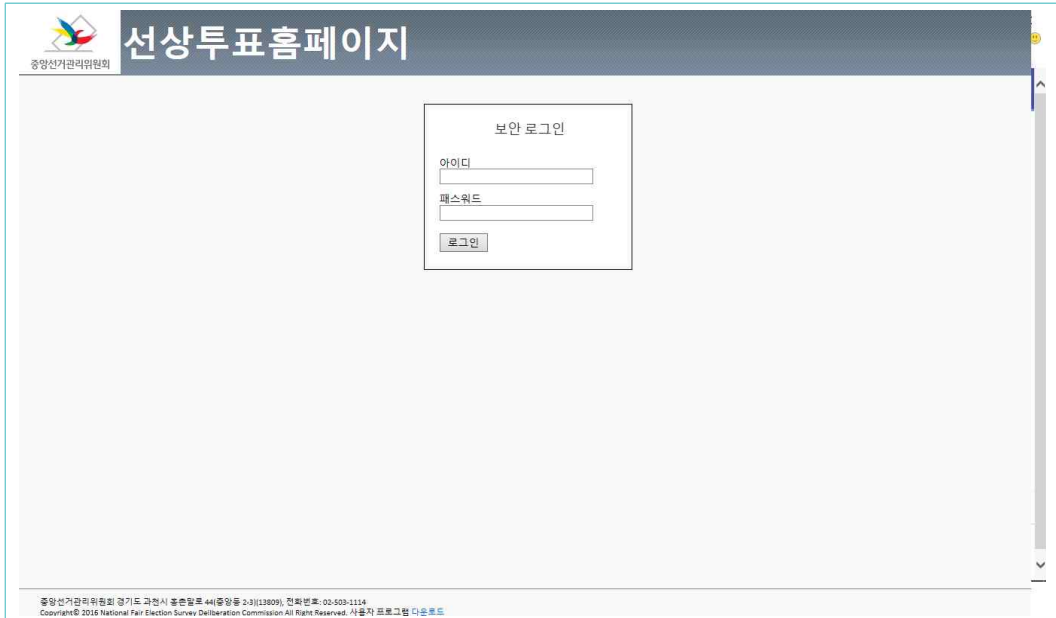 중앙선거관리위원회
선상투표홈페이지
보안 로그인
아이디
패스워드
로그인
중앙선거관리위원회 경기도 과천시 홍촌말로 44(중앙동 2-3)(13809), 전화번호: 02-503-1114
Copyright© 2016 National Fair Election Survey Deliberation Commission All Right Reserved. 사용자 프로그램 다운로드